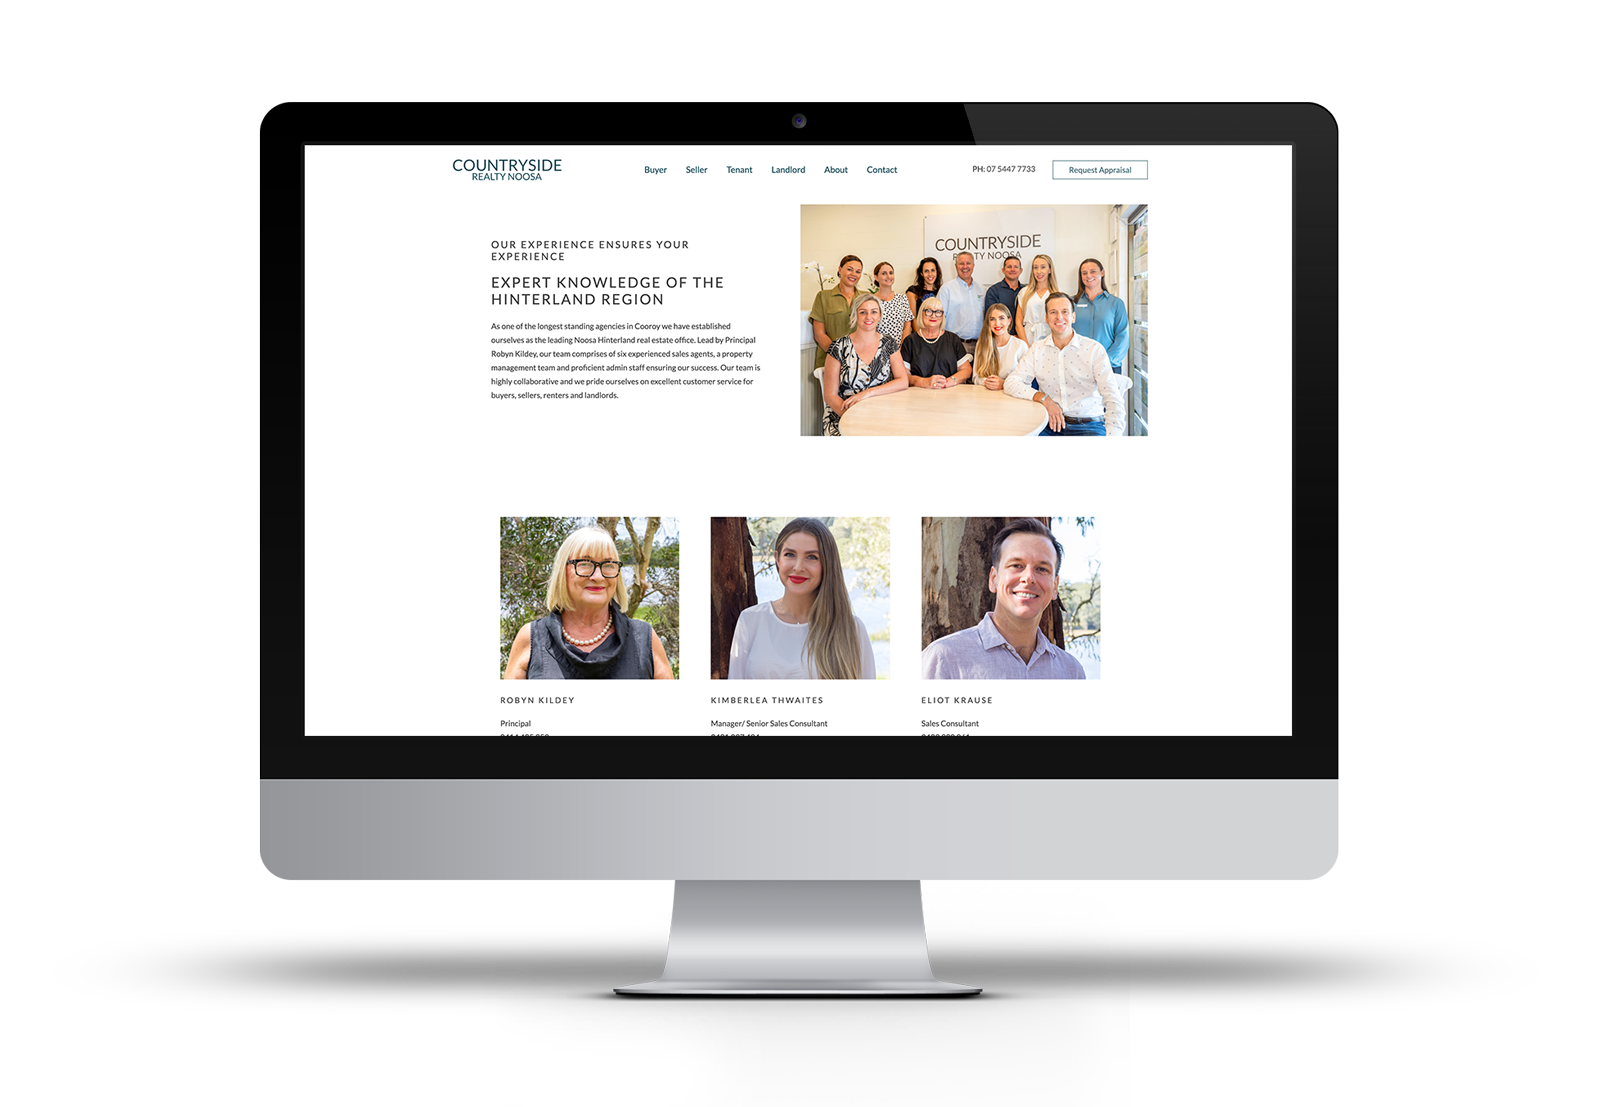 COUNTRYSIDE
REALTY NOOSA
Buyer Seller Tenant Landlord About Contact
PH: 07 5447 7733
Request Appraisal
OUR EXPERIENCE ENSURES YOUR
EXPERIENCE
EXPERT KNOWLEDGE OF THE
HINTERLAND REGION
As one of the longest standing agencies in Cooroy we have established
ourselves as the leading Noosa Hinterland real estate office. Lead by Principal
Robyn Kildey, our team comprises of six experienced sales agents, a property
management team and proficient admin staff ensuring our success. Our team is
highly collaborative and we pride ourselves on excellent customer service for
buyers, sellers, renters and landlords.
COUNTRYSIDE
REALTY NOOSA
ROBYN KILDEY
Principal
KIMBERLEA THWAITES
Manager/ Senior Sales Consultant
ELIOT KRAUSE
Sales Consultant